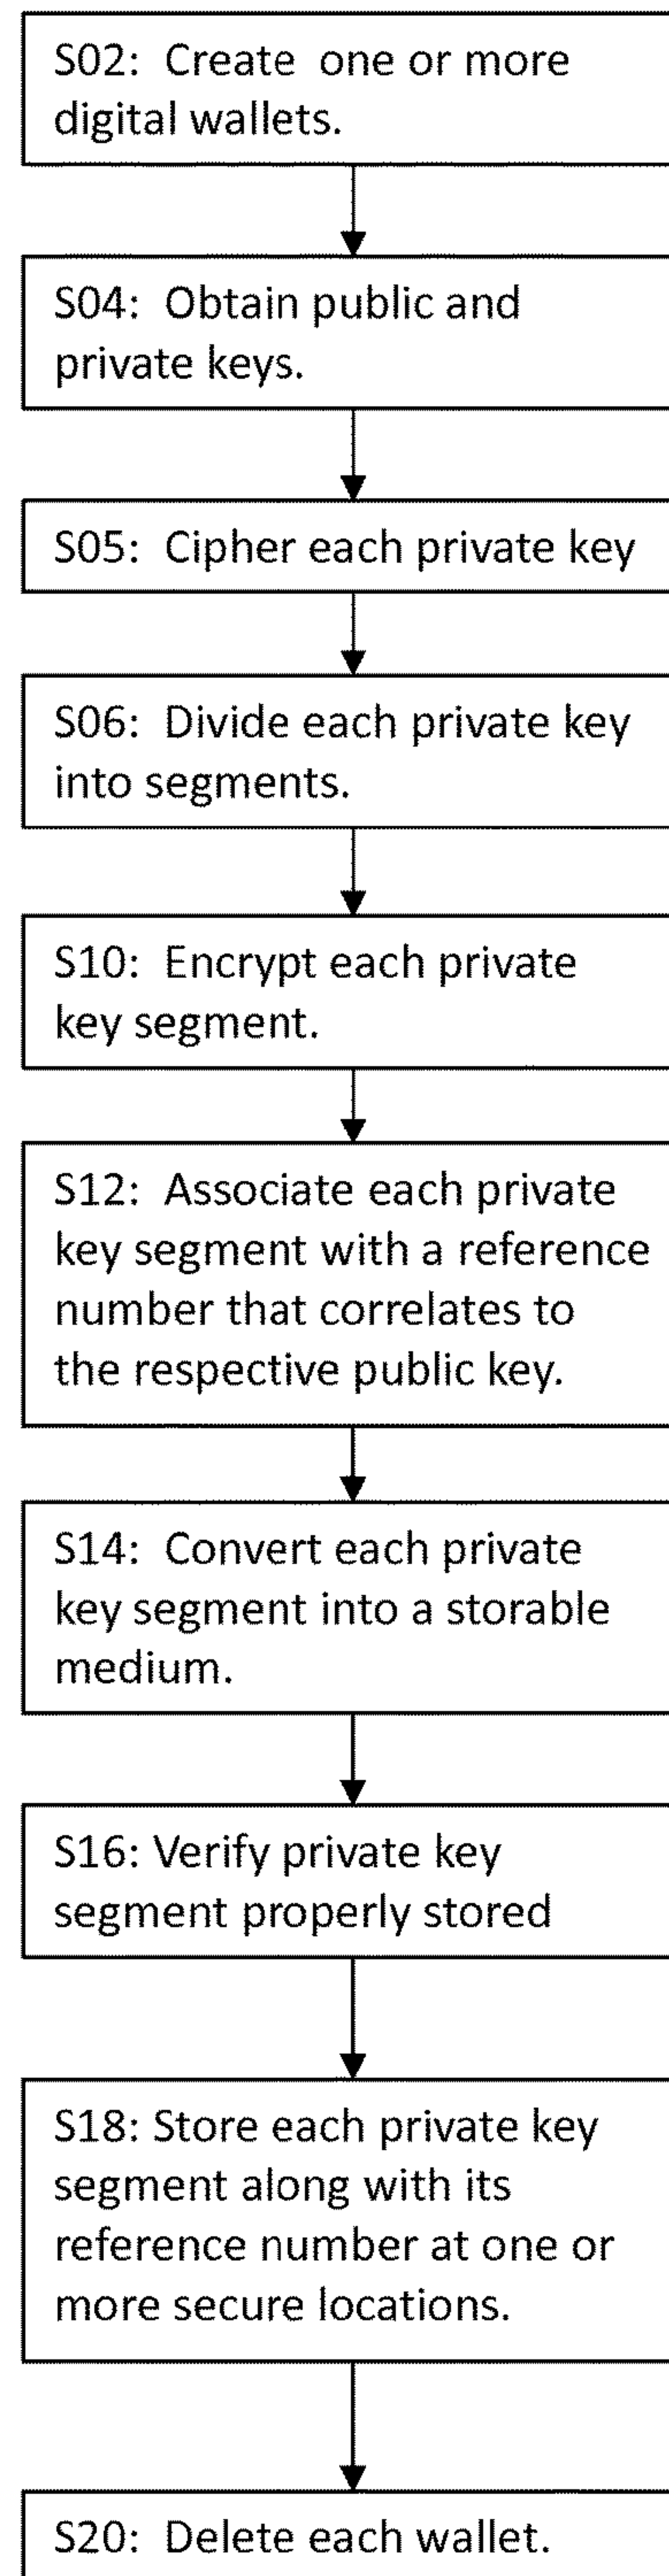 S02:  Create  one or more
digital wallets.
S04:  Obtain public and
private keys.
S05:  Cipher each private key
S06:  Divide each private key
into segments.
S10:  Encrypt each private
key segment.
S12:  Associate each private
key segment with a reference
number that correlates to
the respective public key.
S14:  Convert each private
key segment into a storable
medium.
S16: Verify private key
segment properly stored
S18: Store each private key
segment along with its
reference number at one or
more secure locations.
S20:  Delete each wallet.